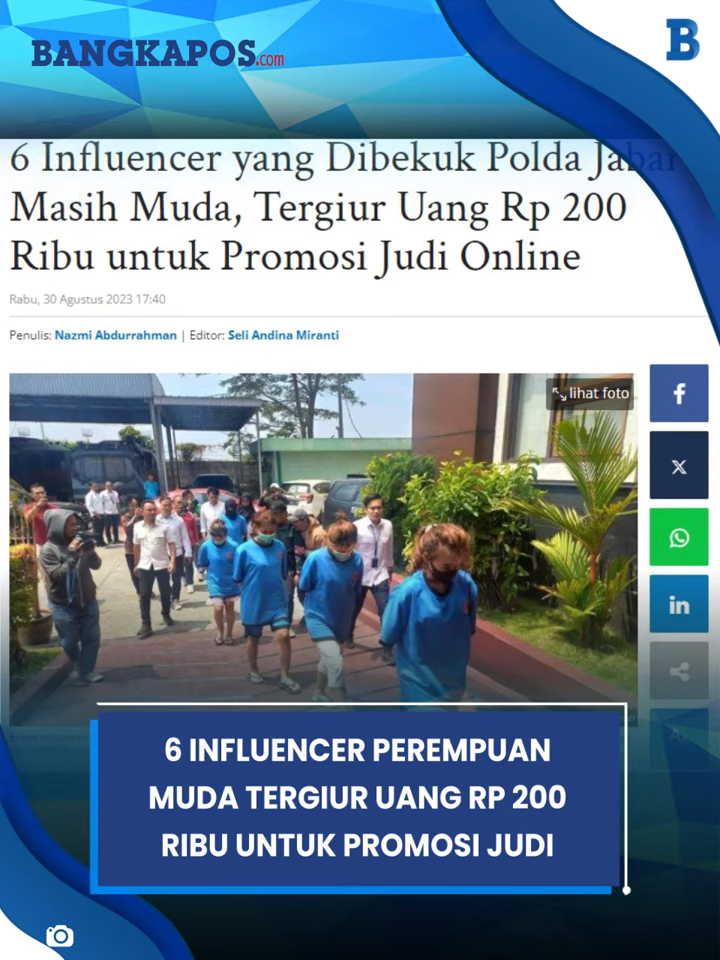 BANGKAPOS.com
B
6 Influencer yang Dibekuk Polda Jabar
Masih Muda, Tergiur Uang Rp 200
Ribu untuk Promosi Judi Online
Rabu, 30 Agustus 2023 17:40
Penulis: Nazmi Abdurrahman | Editor: Seli Andina Miranti
lihat foto
6 INFLUENCER PEREMPUAN
MUDA TERGIUR UANG RP 200
RIBU UNTUK PROMOSI JUDI